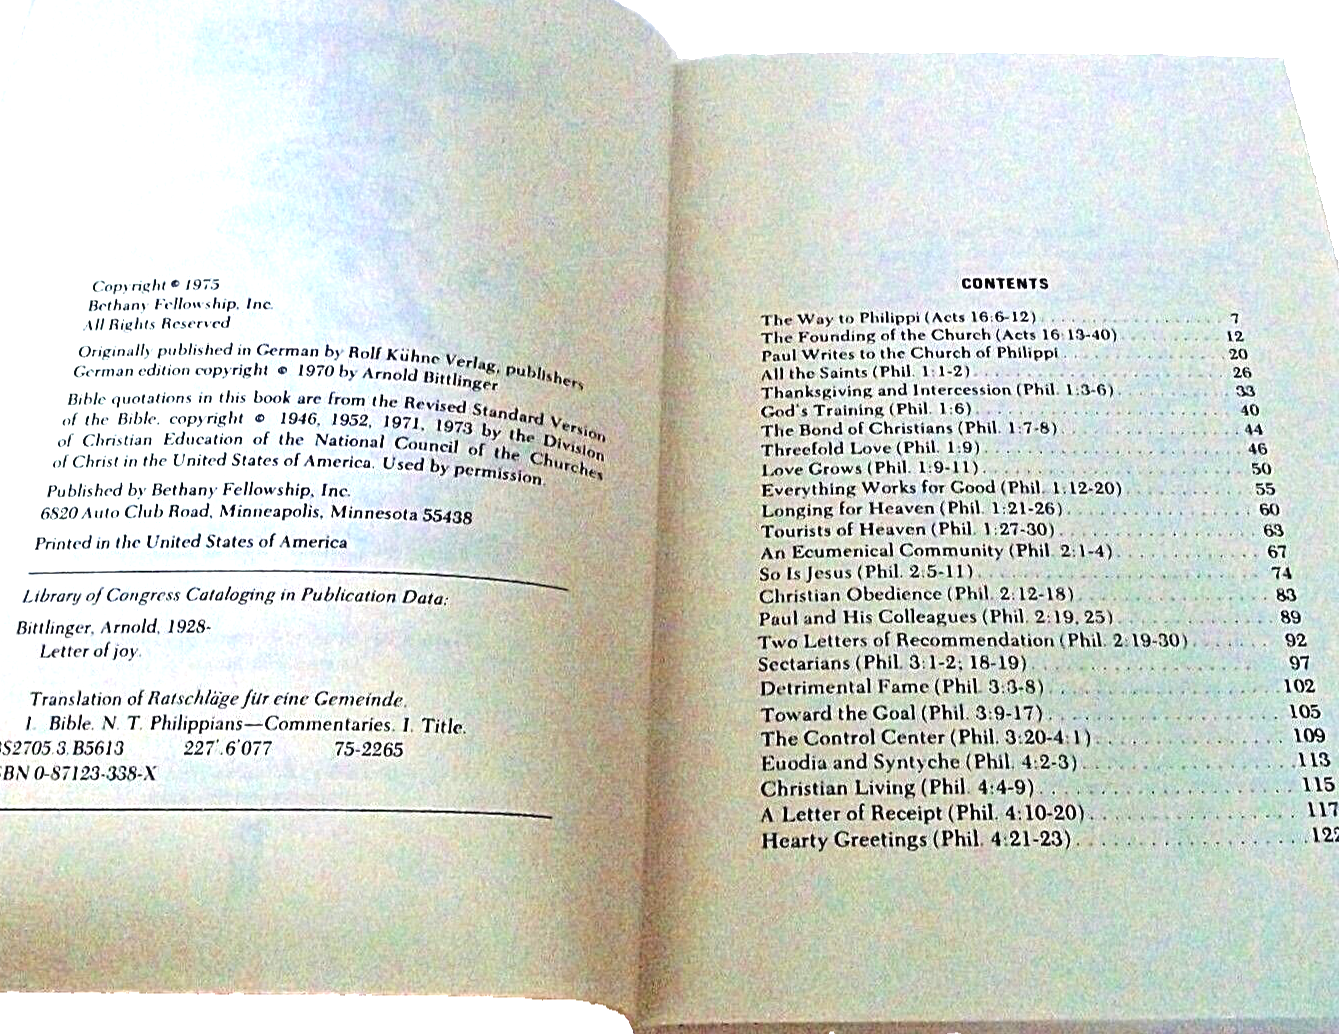 Copyright © 1975
Bethany Fellowship, Inc.
All Rights Reserved
Originally published in German by Rolf Kühne Verlag, publishers
German edition copyright © 1970 by Arnold Bittlinger
Bible quotations in this book are from the Revised Standard Version
of the Bible, copyright © 1946, 1952, 1971, 1973 by the Division
of Christian Education of the National Council of the Churches
of Christ in the United States of America. Used by permission.
Published by Bethany Fellowship, Inc.
6820 Auto Club Road, Minneapolis, Minnesota 55438
Printed in the United States of America
Library of Congress Cataloging in Publication Data:
Bittlinger, Arnold, 1928-
Letter of joy.
Translation of Ratschläge für eine Gemeinde.
1. Bible. N. T. Philippians—Commentaries. I. Title.
BS2705.3.B5613 227'.6'077 75-2265
ISBN 0-87123-338-X
CONTENTS
The Way to Philippi (Acts 16:6-12) 7
The Founding of the Church (Acts 16:13-40) 12
Paul Writes to the Church of Philippi 20
All the Saints (Phil. 1:1-2) 26
Thanksgiving and Intercession (Phil. 1:3-6) 33
God's Training (Phil. 1:6) 40
The Bond of Christians (Phil. 1:7-8) 44
Threefold Love (Phil. 1:9) 46
Love Grows (Phil. 1:9-11) 50
Everything Works for Good (Phil. 1:12-20) 55
Longing for Heaven (Phil. 1:21-26) 60
Tourists of Heaven (Phil. 1:27-30) 63
An Ecumenical Community (Phil. 2:1-4) 67
So Is Jesus (Phil. 2:5-11) 74
Christian Obedience (Phil. 2:12-18) 83
Paul and His Colleagues (Phil. 2:19, 25) 89
Two Letters of Recommendation (Phil. 2:19-30) 92
Sectarians (Phil. 3:1-2; 18-19) 97
Detrimental Fame (Phil. 3:3-8) 102
Toward the Goal (Phil. 3:9-17) 105
The Control Center (Phil. 3:20-4:1) 109
Euodia and Syntyche (Phil. 4:2-3) 113
Christian Living (Phil. 4:4-9) 115
A Letter of Receipt (Phil. 4:10-20) 117
Hearty Greetings (Phil. 4:21-23) 122